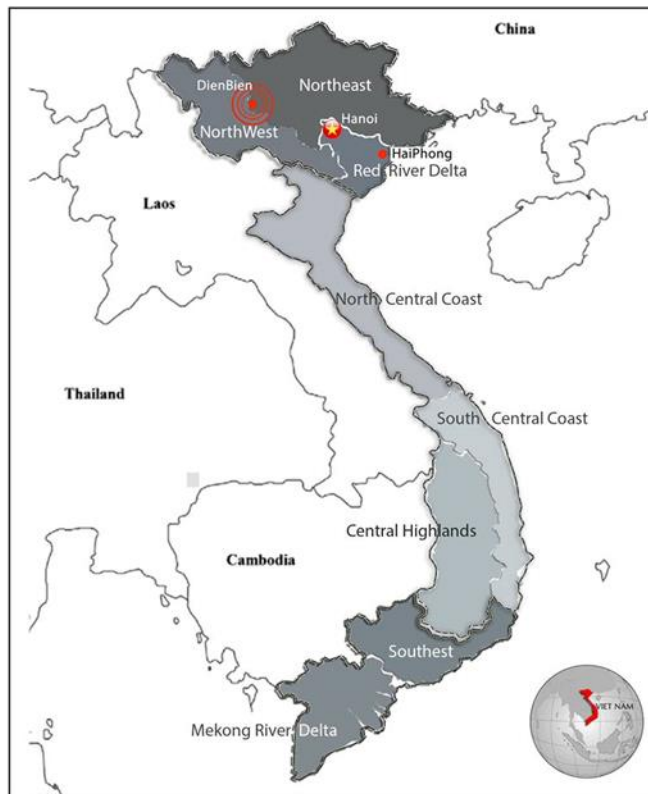 China
Northeast
DienBien
Hanoi
NorthWest
HaiPhong
Red River Delta
Laos
North Central Coast
Thailand
South Central Coast
Central Highlands
Cambodia
Southest
VIET NAM
Mekong River Delta